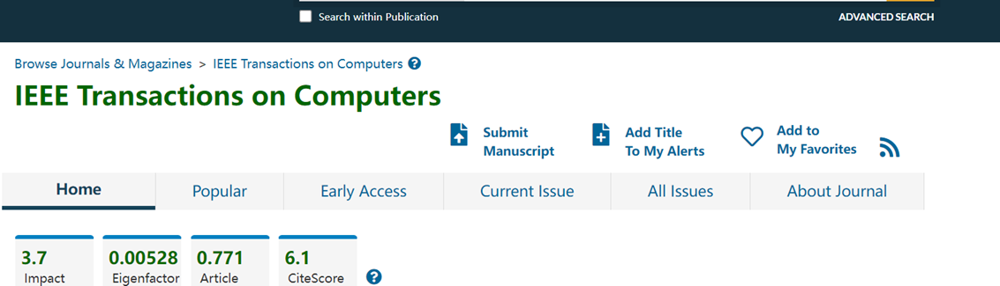 Search within Publication ADVANCED SEARCH
Browse Journals & Magazines > IEEE Transactions on Computers ?
IEEE Transactions on Computers
Submit Manuscript
Add Title To My Alerts
Add to My Favorites
Home Popular Early Access Current Issue All Issues About Journal
3.7 0.00528 0.771 6.1
Impact Eigenfactor Article CiteScore ?